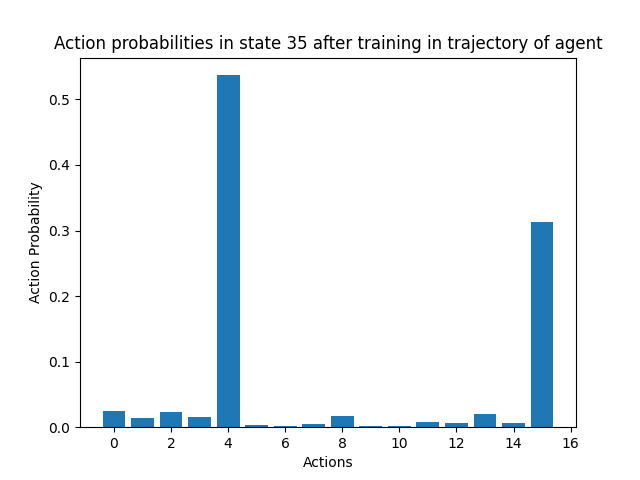 Action probabilities in state 35 after training in trajectory of agent
Action Probability
0.5
0.4
0.3
0.2
0.1
0.0
0 2 4 6 8 10 12 14 16
Actions